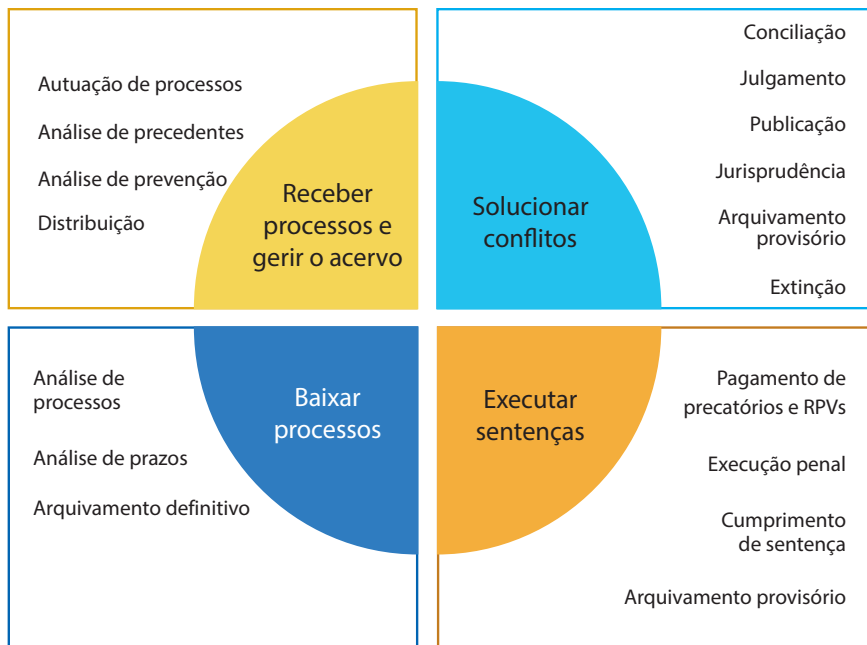 Autuação de processos
Análise de precedentes
Análise de prevenção
Distribuição
Receber
processos e
gerir o acervo
Solucionar
conflitos
Conciliação
Julgamento
Publicação
Jurisprudência
Arquivamento
provisório
Extinção
Análise de
processos
Análise de prazos
Arquivamento definitivo
Baixar
processos
Executar
sentenças
Pagamento de
precatórios e RPVs
Execução penal
Cumprimento
de sentença
Arquivamento provisório